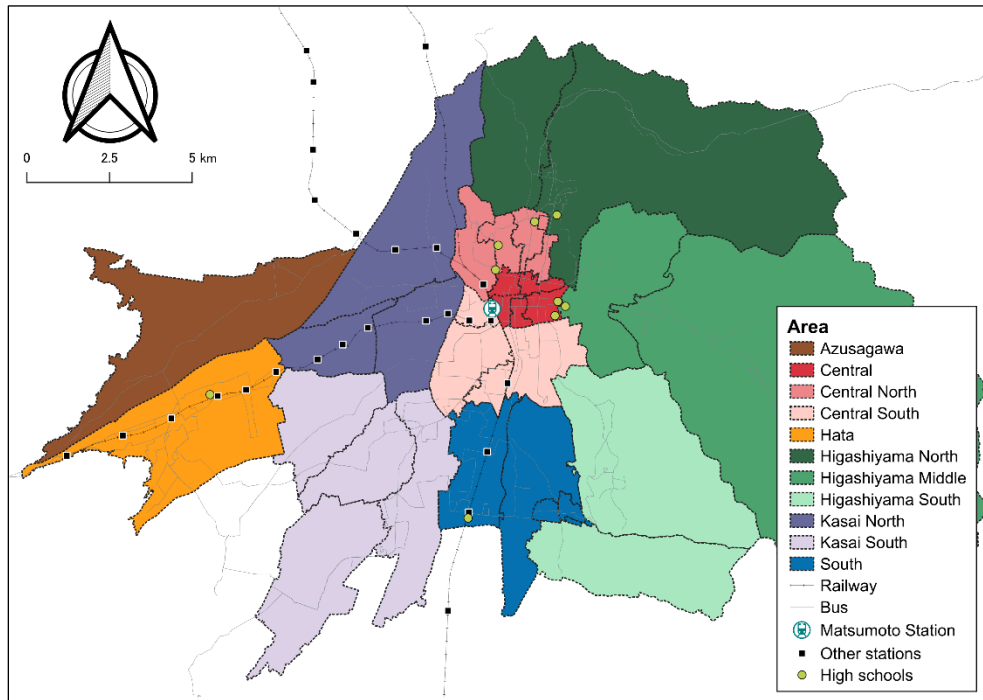 0 2.5 5 km
Area
Azusagawa
Central
Central North
Central South
Hata
Higashiyama North
Higashiyama Middle
Higashiyama South
Kasai North
Kasai South
South
Railway
Bus
Matsumoto Station
Other stations
High schools